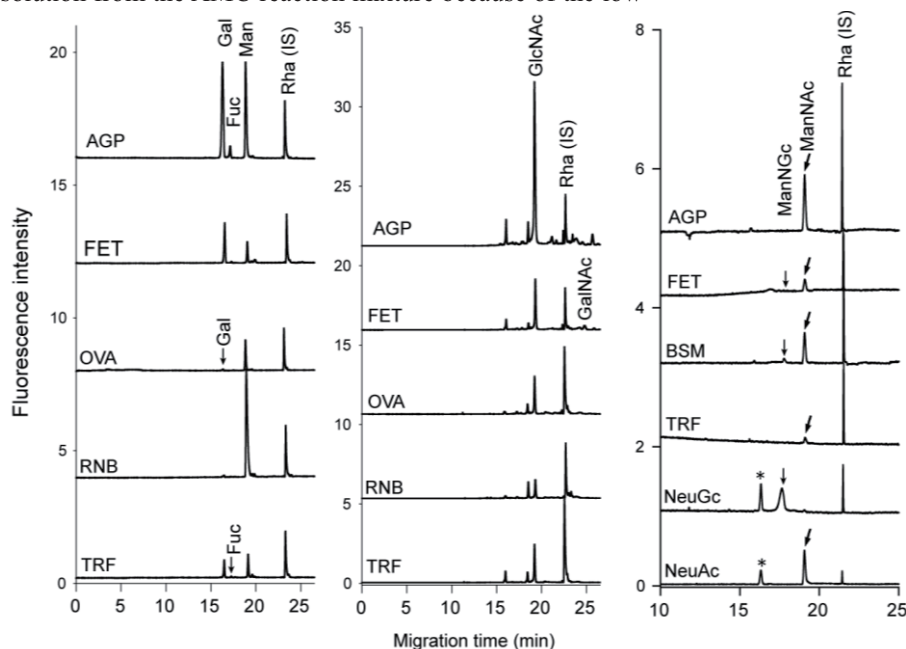 solution from the AMC reaction mixture because of the low
Gal
Fuc
Man
Rha (IS)
20
AGP
15
FET
10
Gal
OVA
5
RNB
Fuc
TRF
0
0 5 10 15 20 25
Fluorescence intensity
GlcNAc
Rha (IS)
35
30
25
AGP
20
GalNAc
FET
15
OVA
10
RNB
5
TRF
0
0 5 10 15 20 25
Migration time (min)
Rha (IS)
8
ManNGc
ManNAc
6
AGP
FET
4
BSM
TRF
2
NeuGc
*
NeuAc
*
0
10 15 20 25